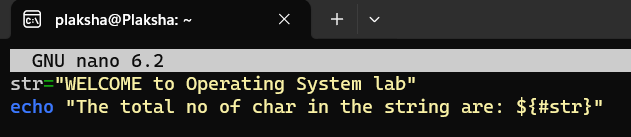 plaksha@Plaksha: ~
GNU nano 6.2
str="WELCOME to Operating System lab"
echo "The total no of char in the string are: ${#str}"